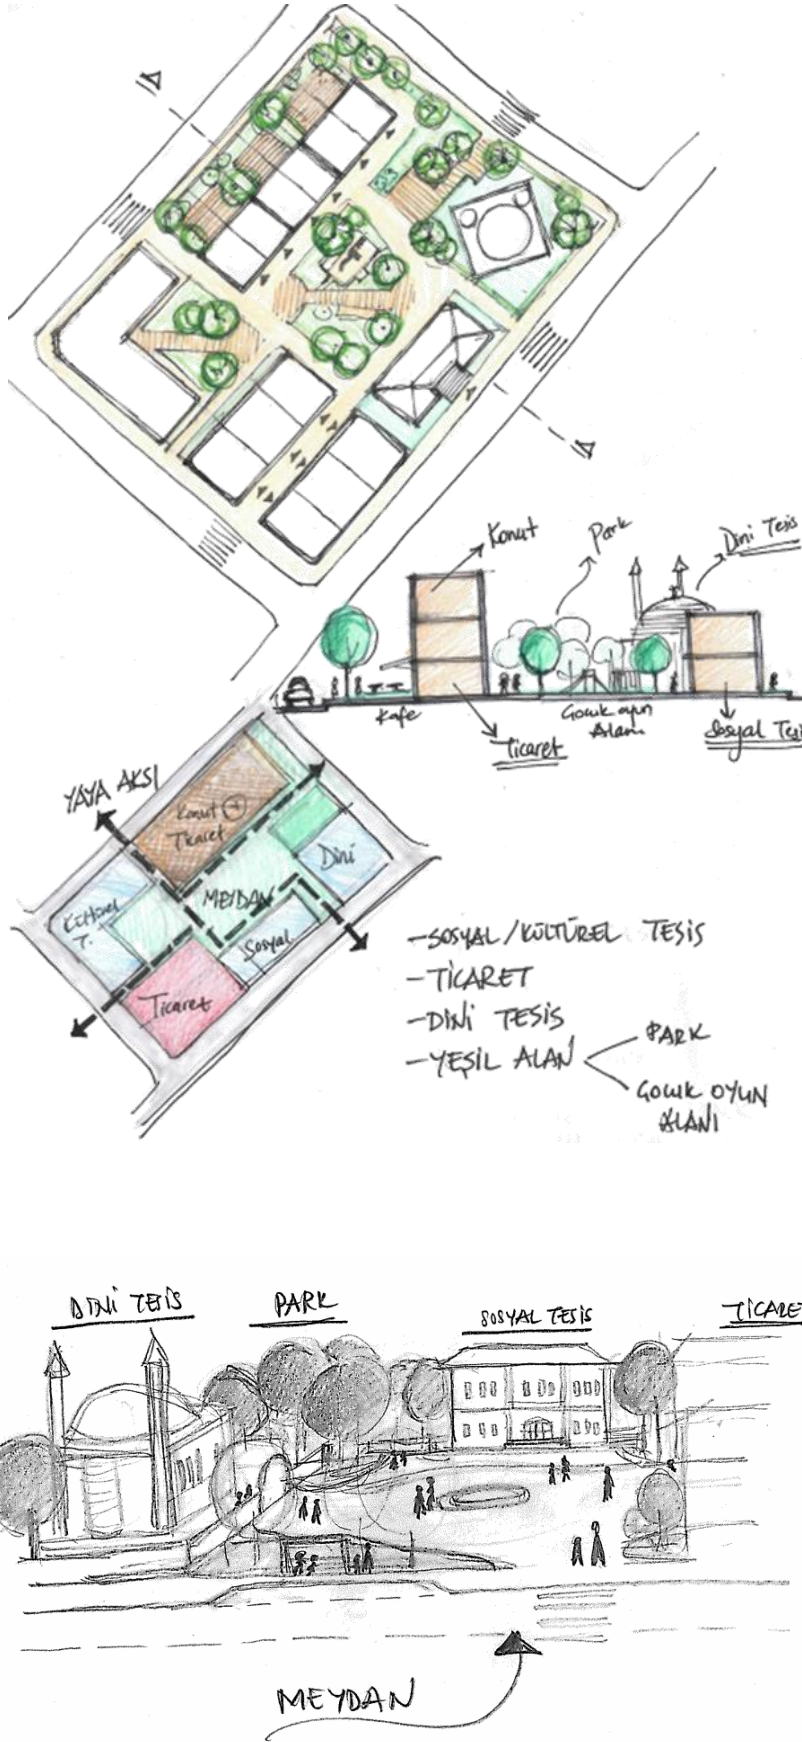 Konut
Park
Dini Tesis
Kafe
Çocuk oyun
Alanı
Ticaret
Sosyal Tesi
YAYA AKSI
Konut +
Ticaret
Dini
MEYDAN
Kültürel
T.
Sosyal
Ticaret
-SOSYAL/KÜLTÜREL TESİS
-TİCARET
-DİNİ TESİS
-YEŞİL ALAN
PARK
ÇOCUK OYUN
ALANI
DİNİ TESİS
PARK
SOSYAL TESİS
TİCARE
MEYDAN